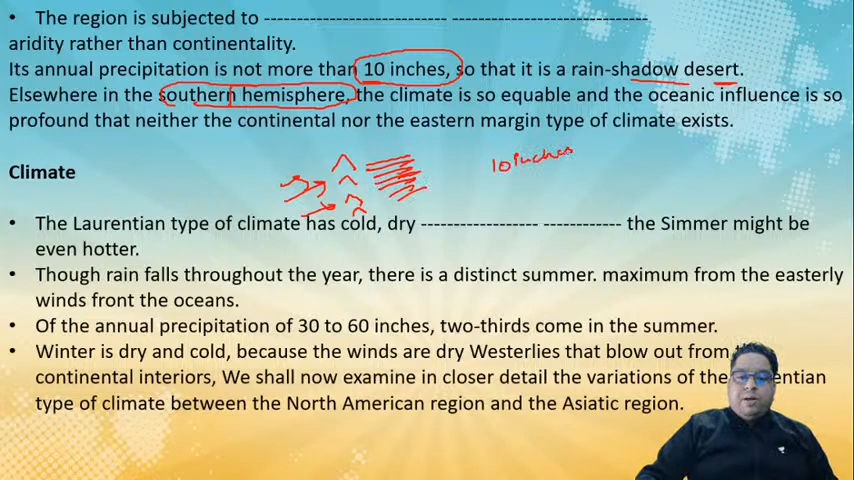 • The region is subjected to --------------------------- -----------------------------
aridity rather than continentality.
Its annual precipitation is not more than 10 inches, so that it is a rain-shadow desert.
Elsewhere in the southern hemisphere, the climate is so equable and the oceanic influence is so
profound that neither the continental nor the eastern margin type of climate exists.
Climate
10 inches
• The Laurentian type of climate has cold, dry ----------------- ------------ the Simmer might be
even hotter.
• Though rain falls throughout the year, there is a distinct summer. maximum from the easterly
winds front the oceans.
• Of the annual precipitation of 30 to 60 inches, two-thirds come in the summer.
• Winter is dry and cold, because the winds are dry Westerlies that blow out from
continental interiors, We shall now examine in closer detail the variations of the
type of climate between the North American region and the Asiatic region.